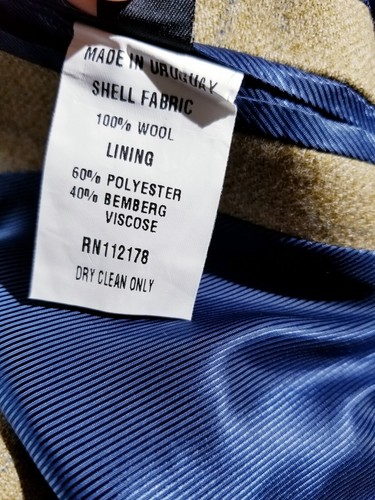 MADE IN URUGUAY
SHELL FABRIC
100% WOOL
LINING
60% POLYESTER
40% BEMBERG
VISCOSE
RN112178
DRY CLEAN ONLY